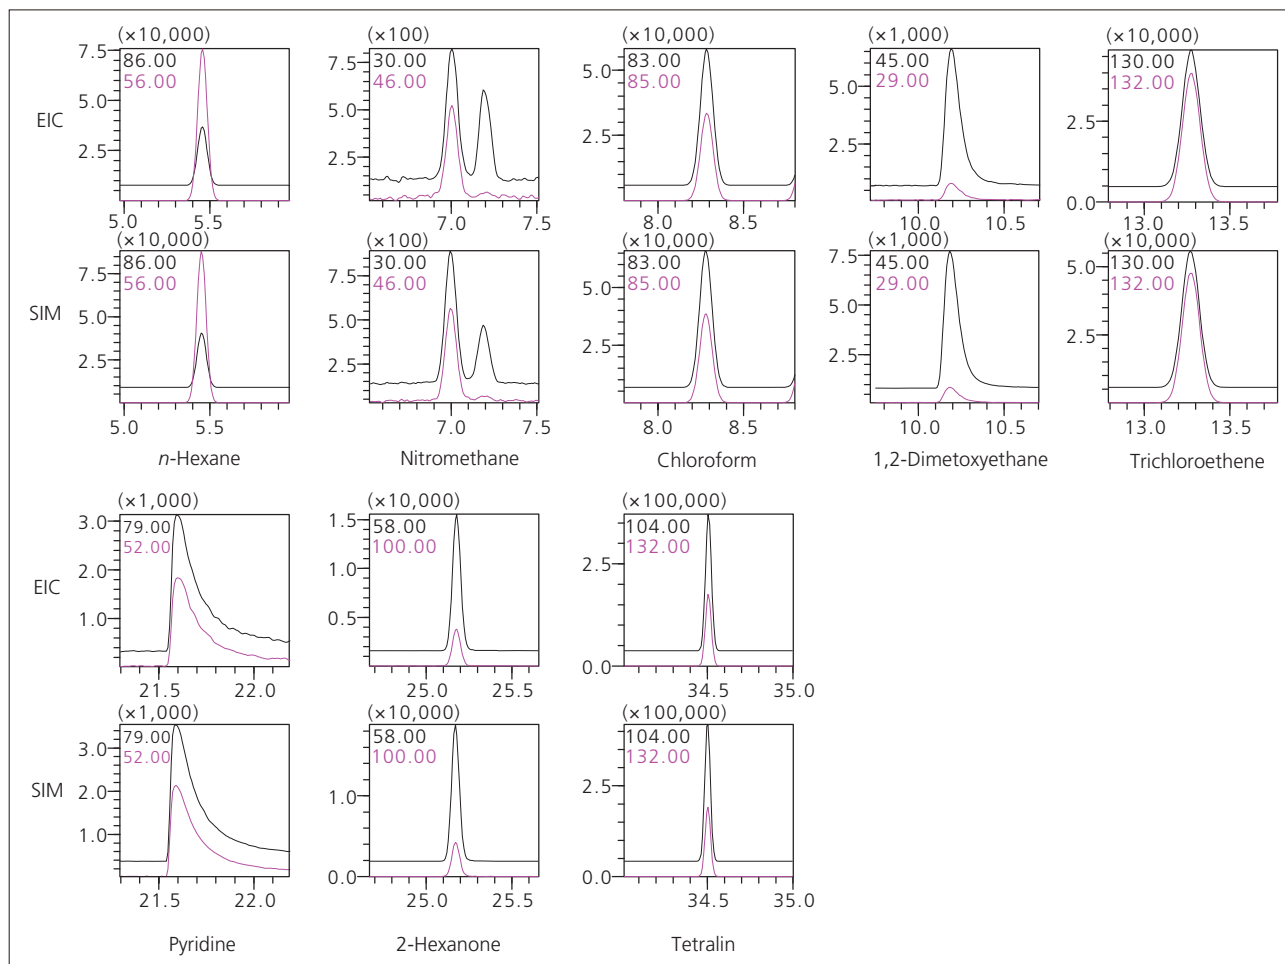 (×10,000) (×100) (×10,000) (×1,000) (×10,000)
7.5 86.00 7.5 30.00 5.0 83.00 45.00 130.00
56.00 46.00 85.00 29.00 132.00
EIC 5.0 5.0 2.5 5.0 2.5
2.5 2.5 2.5 0.0
5.0 5.5 7.0 7.5 8.0 8.5 10.0 10.5 13.0 13.5
(×10,000) (×100) (×10,000) (×1,000) (×10,000)
86.00 30.00 83.00 7.5 45.00 5.0 130.00
7.5 56.00 7.5 46.00 5.0 85.00 29.00 132.00
SIM 5.0 5.0 2.5 5.0 2.5
2.5 2.5 2.5
5.0 5.5 7.0 7.5 8.0 8.5 10.0 10.5 13.0 13.5
n-Hexane Nitromethane Chloroform 1,2-Dimetoxyethane Trichloroethene
(×1,000) (×10,000) (×100,000)
3.0 79.00 1.5 58.00 104.00
52.00 100.00 132.00
EIC 2.0 1.0 2.5
1.0 0.5 0.0
21.5 22.0 25.0 25.5 34.5 35.0
(×1,000) (×10,000) (×100,000)
79.00 58.00 104.00
3.0 52.00 100.00 132.00
SIM 2.0 1.0 2.5
1.0 0.0 0.0
21.5 22.0 25.0 25.5 34.5 35.0
Pyridine 2-Hexanone Tetralin